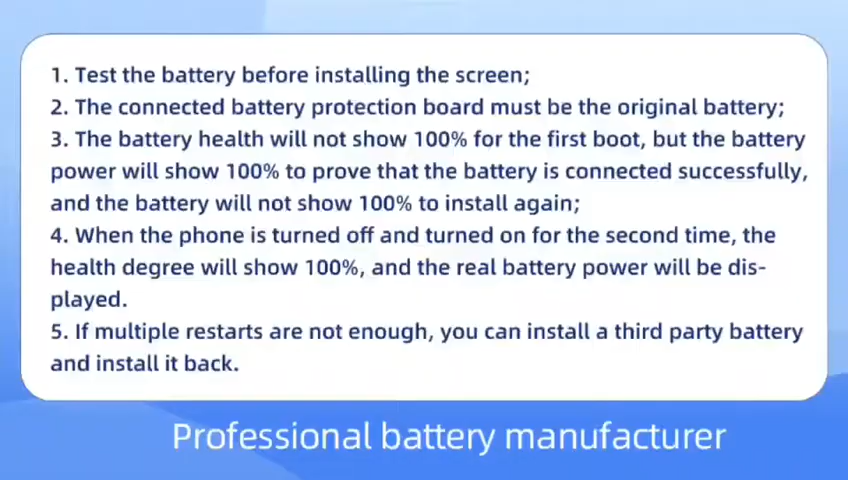 1. Test the battery before installing the screen;
2. The connected battery protection board must be the original battery;
3. The battery health will not show 100% for the first boot, but the battery
power will show 100% to prove that the battery is connected successfully,
and the battery will not show 100% to install again;
4. When the phone is turned off and turned on for the second time, the
health degree will show 100%, and the real battery power will be dis-
played.
5. If multiple restarts are not enough, you can install a third party battery
and install it back.
Professional battery manufacturer